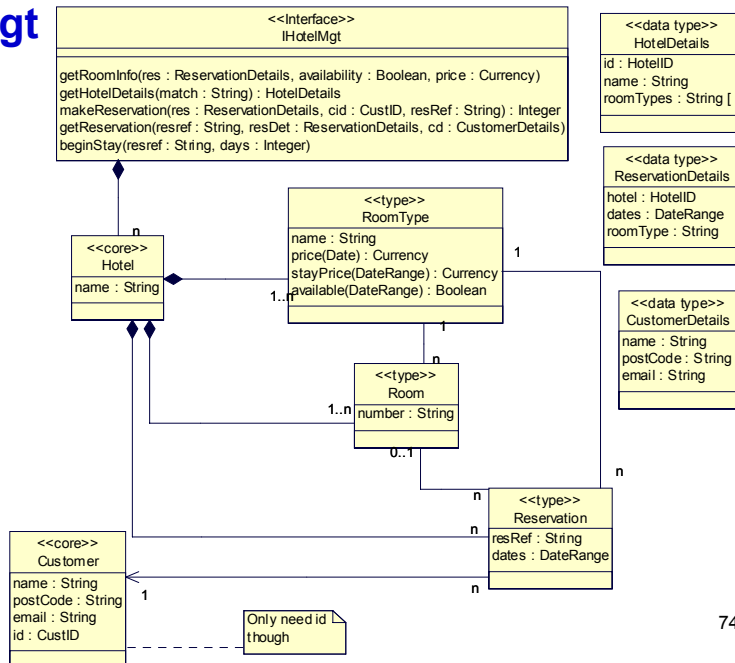 gt
<<Interface>>
IHotelMgt
getRoomInfo(res : ReservationDetails, availability : Boolean, price : Currency)
getHotelDetails(match : String) : HotelDetails
makeReservation(res : ReservationDetails, cid : CustID, resRef : String) : Integer
getReservation(resref : String, resDet : ReservationDetails, cd : CustomerDetails)
beginStay(resref : String, days : Integer)
<<data type>>
HotelDetails
id : HotelID
name : String
roomTypes : String [
<<data type>>
ReservationDetails
hotel : HotelID
dates : DateRange
roomType : String
<<data type>>
CustomerDetails
name : String
postCode : String
email : String
n
<<core>>
Hotel
name : String
<<type>>
RoomType
name : String
price(Date) : Currency
stayPrice(DateRange) : Currency
available(DateRange) : Boolean
1..n
1
1
n
<<type>>
Room
number : String
1..n
0..1
n
n
n
<<type>>
Reservation
resRef : String
dates : DateRange
n
1
<<core>>
Customer
name : String
postCode : String
email : String
id : CustID
Only need id
though
74